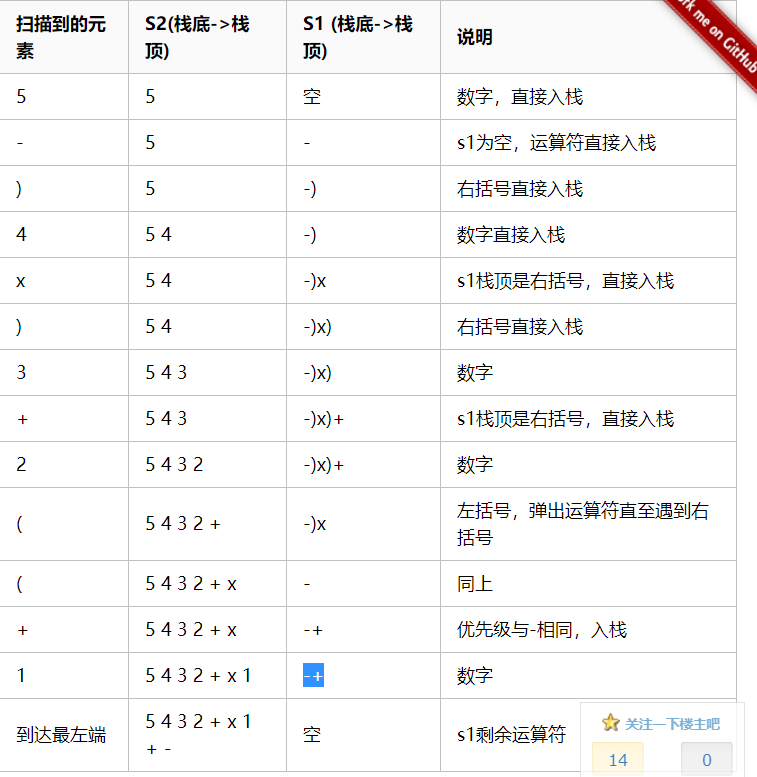 扫描到的元素 S2(栈底->栈顶) S1 (栈底->栈顶) 说明
5 5 空 数字，直接入栈
- 5 - s1为空，运算符直接入栈
) 5 -) 右括号直接入栈
4 5 4 -) 数字直接入栈
x 5 4 -)x s1栈顶是右括号，直接入栈
) 5 4 -)x) 右括号直接入栈
3 5 4 3 -)x) 数字
+ 5 4 3 -)x)+ s1栈顶是右括号，直接入栈
2 5 4 3 2 -)x)+ 数字
( 5 4 3 2 + -)x 左括号，弹出运算符直至遇到右括号
( 5 4 3 2 + x - 同上
+ 5 4 3 2 + x -+ 优先级与-相同，入栈
1 5 4 3 2 + x 1 -+ 数字
到达最左端 5 4 3 2 + x 1 + - 空 s1剩余运算符
rk me on GitHub
关注一下楼主吧
14 0